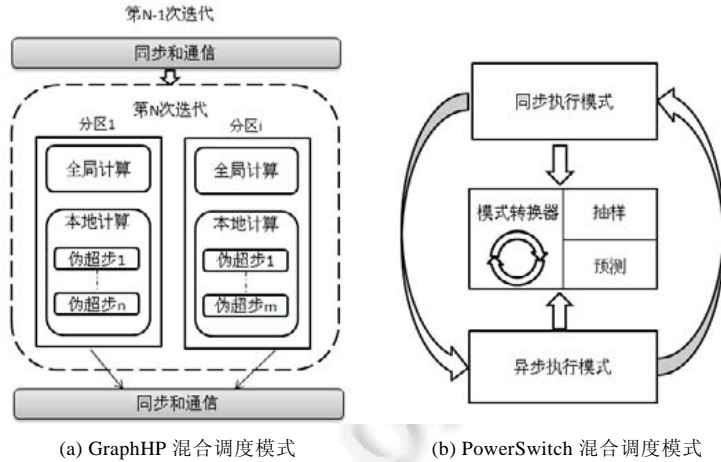 第N-1次迭代
同步和通信
第N次迭代
分区1
分区i
全局计算
全局计算
本地计算
本地计算
伪超步1
伪超步1
伪超步n
伪超步m
同步和通信
(a) GraphHP 混合调度模式
同步执行模式
模式转换器
抽样
预测
异步执行模式
(b) PowerSwitch 混合调度模式